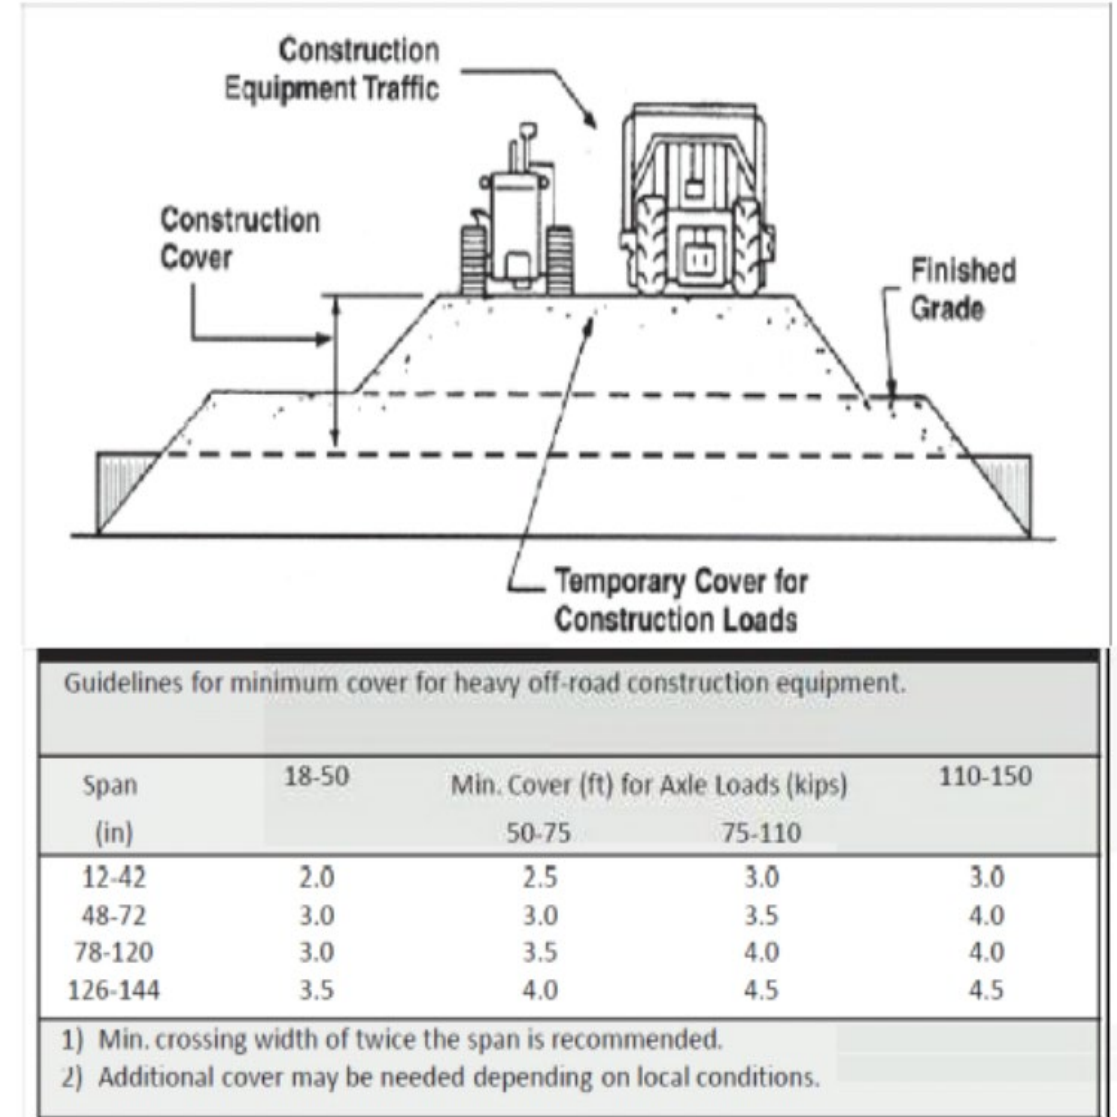 Construction
Equipment Traffic
Construction
Cover
Finished
Grade
Temporary Cover for
Construction Loads
Guidelines for minimum cover for heavy off-road construction equipment.
Span 18-50 Min. Cover (ft) for Axle Loads (kips) 110-150
(in) 50-75 75-110
12-42 2.0 2.5 3.0 3.0
48-72 3.0 3.0 3.5 4.0
78-120 3.0 3.5 4.0 4.0
126-144 3.5 4.0 4.5 4.5
1) Min. crossing width of twice the span is recommended.
2) Additional cover may be needed depending on local conditions.